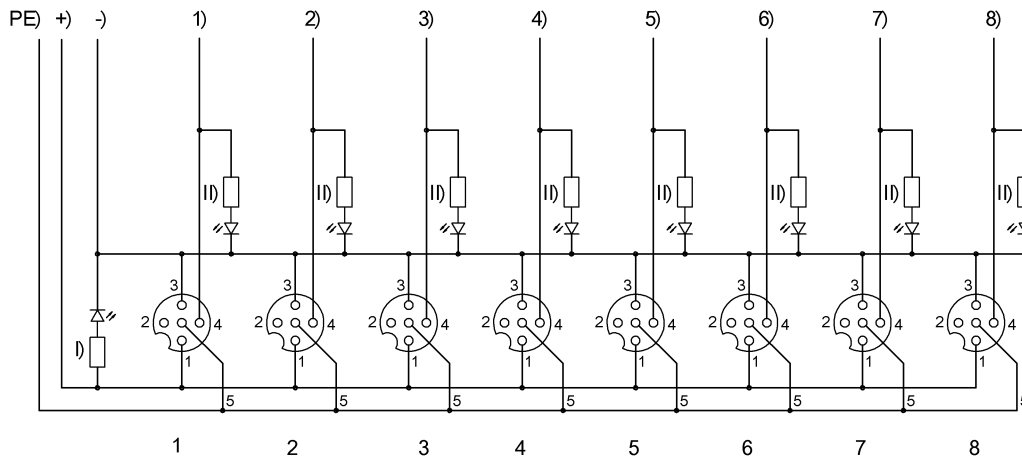 PE) +) -) 1) 2) 3) 4) 5) 6) 7) 8)
II) II) II) II) II) II) II) II)
3 3 3 3 3 3 3 3
2 4 2 4 2 4 2 4 2 4 2 4 2 4 2 4
I) 1 1 1 1 1 1 1 1
5 5 5 5 5 5 5 5
1 2 3 4 5 6 7 8